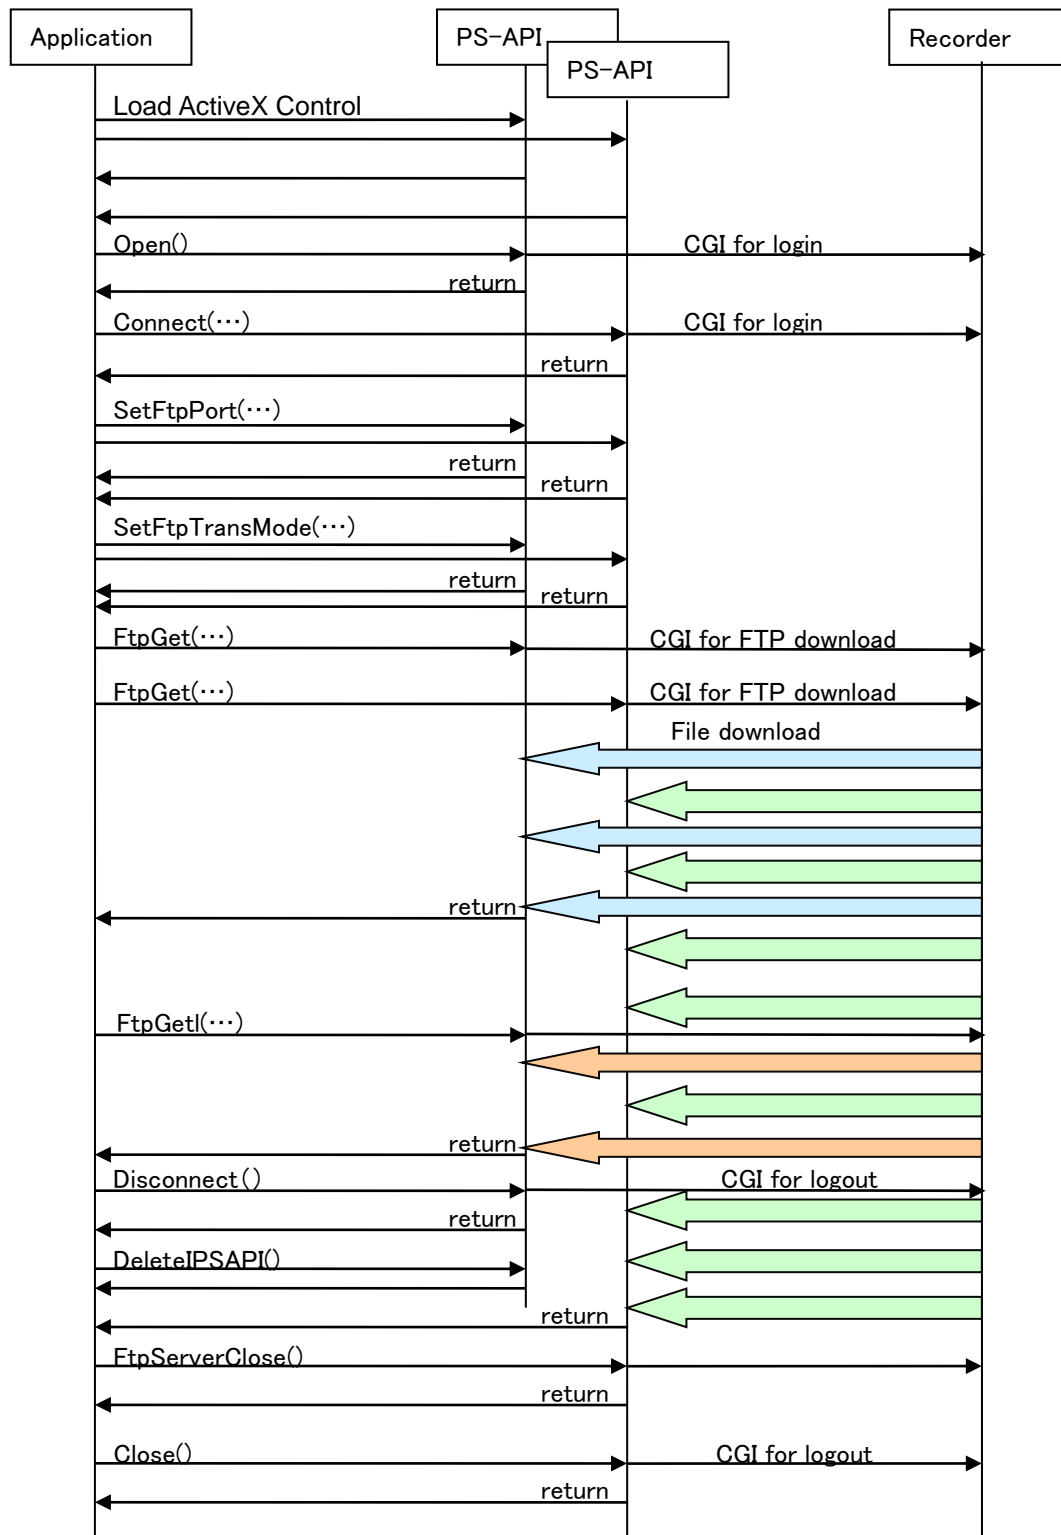 Application
PS-API
PS-API
Recorder
Load ActiveX Control
Open()
CGI for login
return
Connect(···)
CGI for login
return
SetFtpPort(···)
return
return
SetFtpTransMode(···)
return
return
FtpGet(···)
CGI for FTP download
FtpGet(···)
CGI for FTP download
File download
return
FtpGetl(···)
return
Disconnect()
CGI for logout
return
DeleteIPSAPI()
return
FtpServerClose()
return
Close()
CGI for logout
return